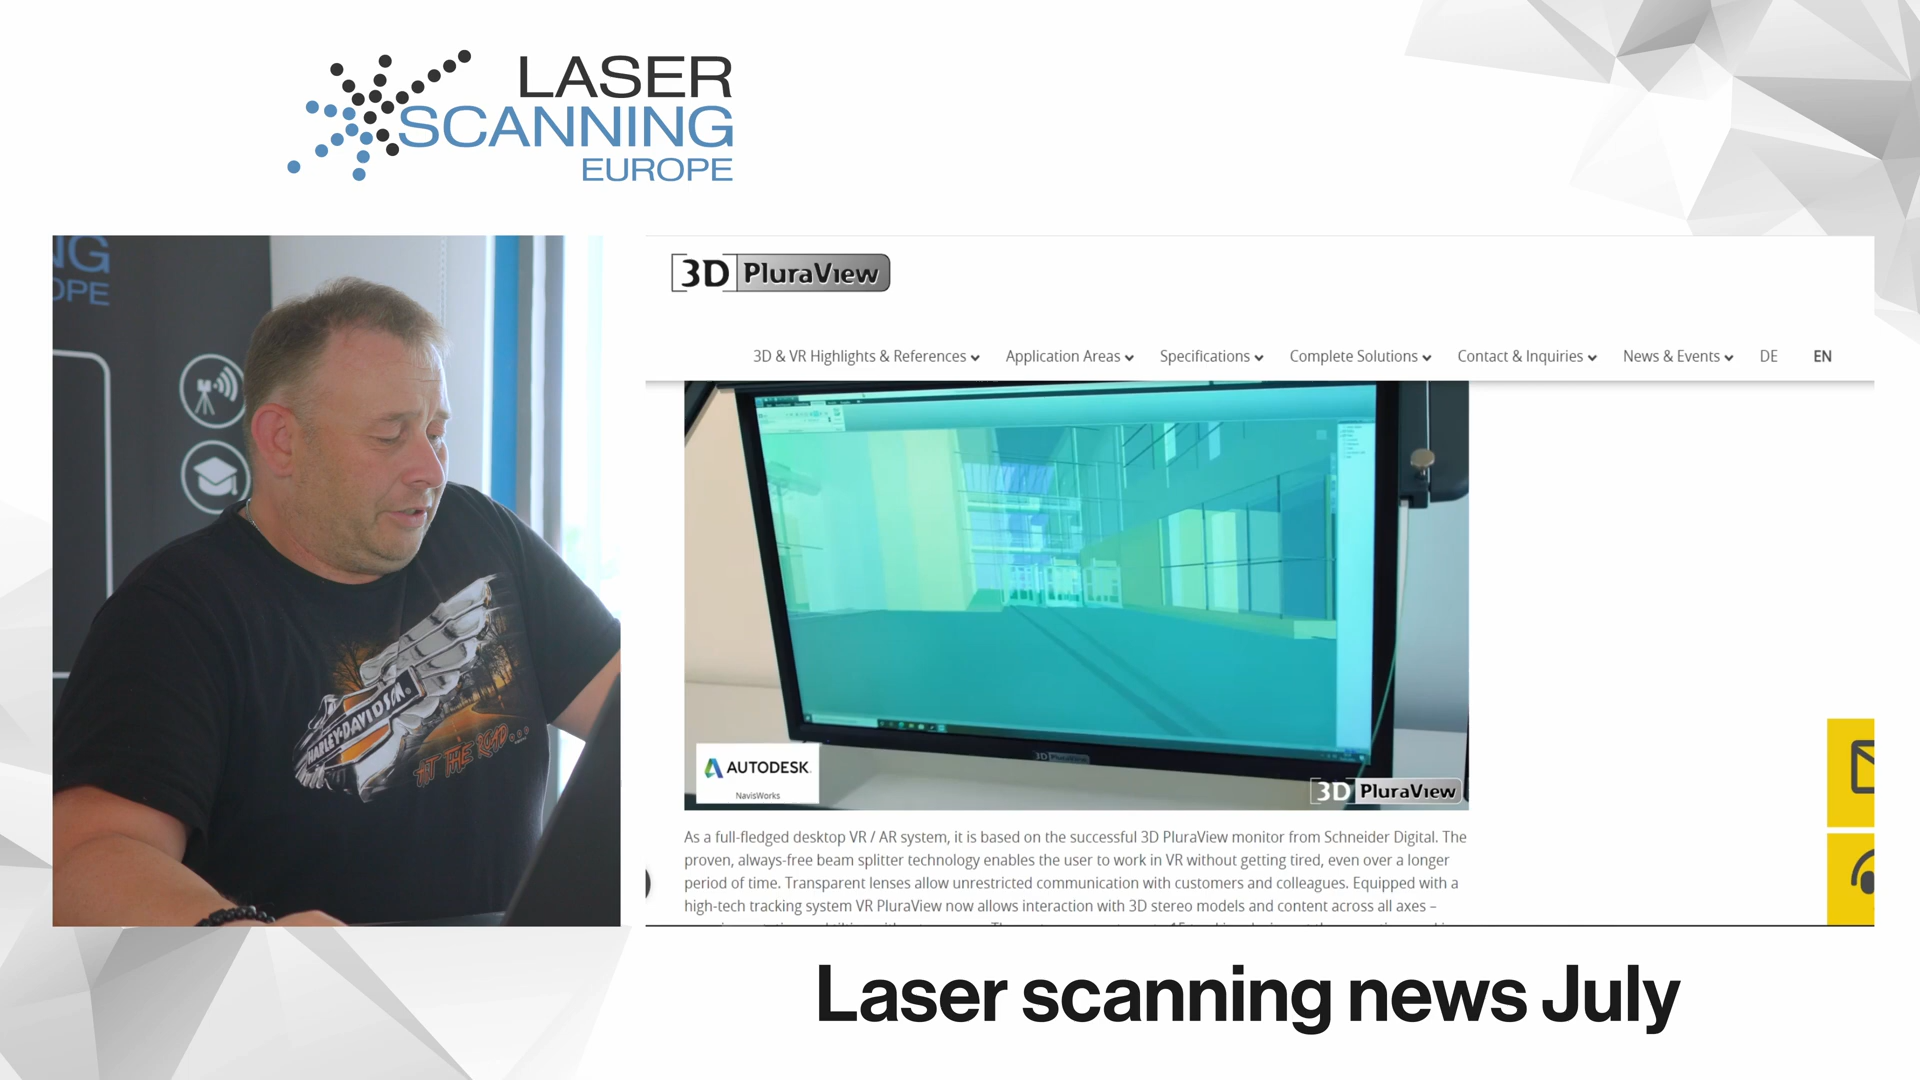 LASER
SCANNING
EUROPE
NG
OPE
HARLEY-DAVIDSON
HIT THE ROAD...
3D PluraView
3D & VR Highlights & References
Application Areas
Specifications
Complete Solutions
Contact & Inquiries
News & Events
DE
EN
AUTODESK
NavisWorks
3D PluraView
As a full-fledged desktop VR / AR system, it is based on the successful 3D PluraView monitor from Schneider Digital. The
proven, always-free beam splitter technology enables the user to work in VR without getting tired, even over a longer
period of time. Transparent lenses allow unrestricted communication with customers and colleagues. Equipped with a
high-tech tracking system VR PluraView now allows interaction with 3D stereo models and content across all axes –
Laser scanning news July